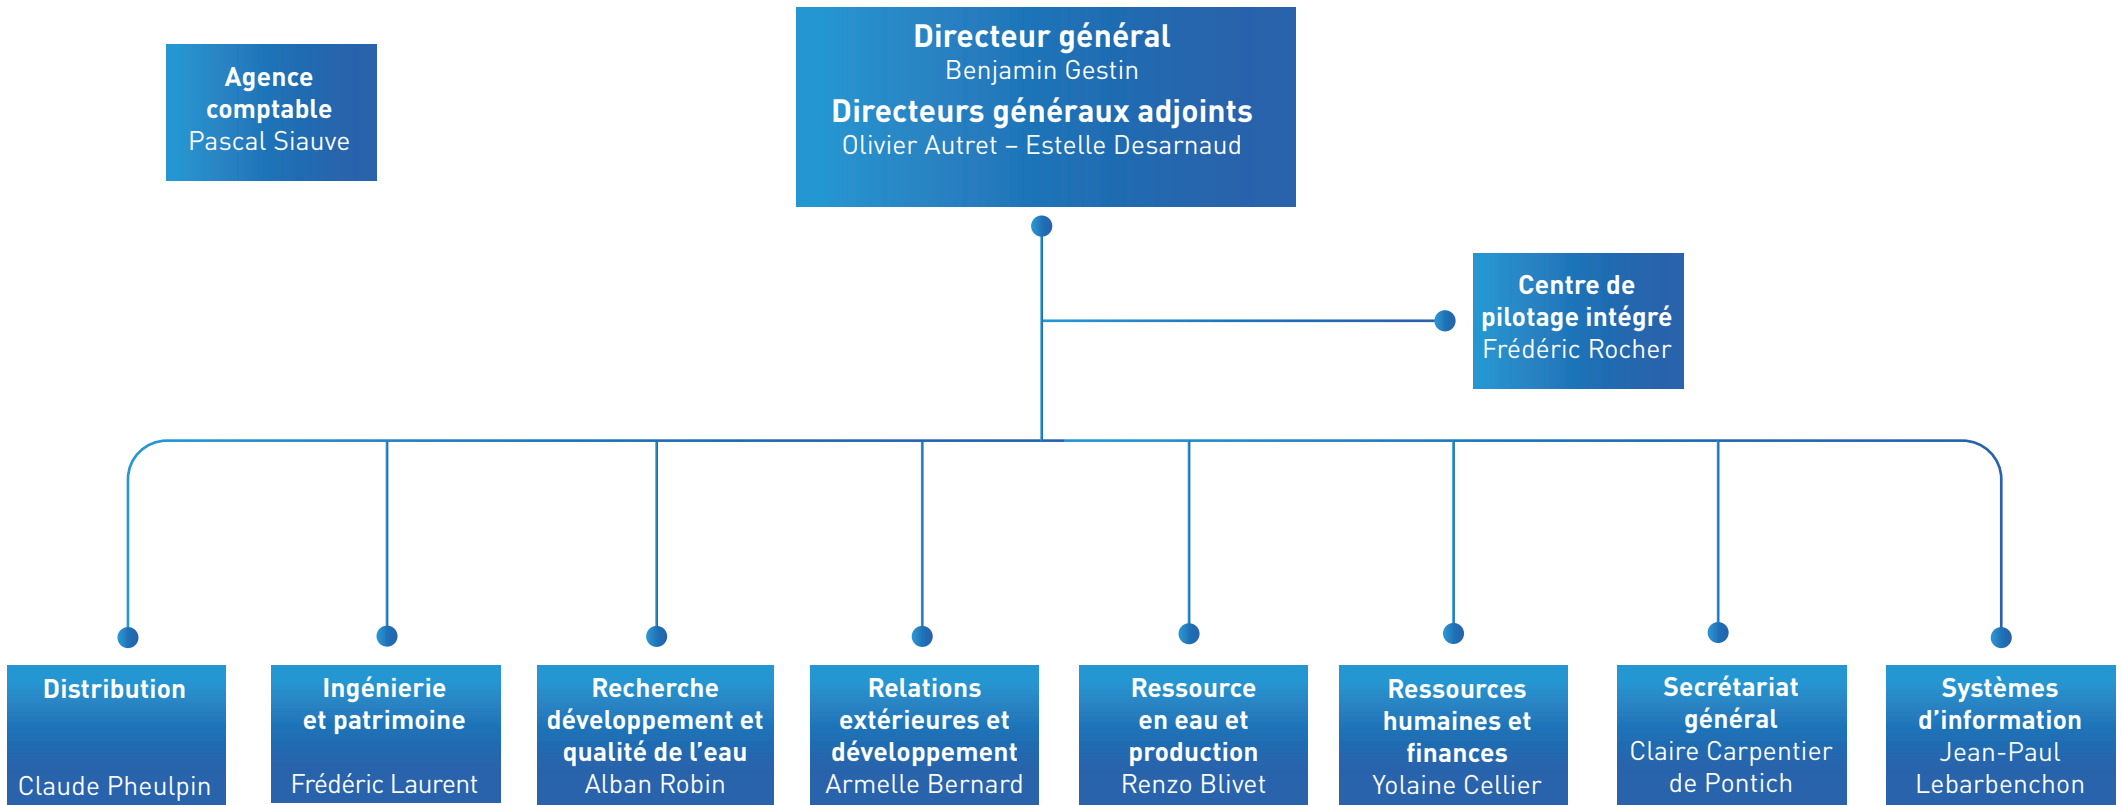 Agence
comptable
Pascal Siauve
Directeur général
Benjamin Gestin
Directeurs généraux adjoints
Olivier Autret – Estelle Desarnaud
Centre de
pilotage intégré
Frédéric Rocher
Distribution
Claude Pheulpin
Ingénierie
et patrimoine
Frédéric Laurent
Recherche
développement et
qualité de l’eau
Alban Robin
Relations
extérieures et
développement
Armelle Bernard
Ressource
en eau et
production
Renzo Blivet
Ressources
humaines et
finances
Yolaine Cellier
Secrétariat
général
Claire Carpentier
de Pontich
Systèmes
d’information
Jean-Paul
Lebarbenchon